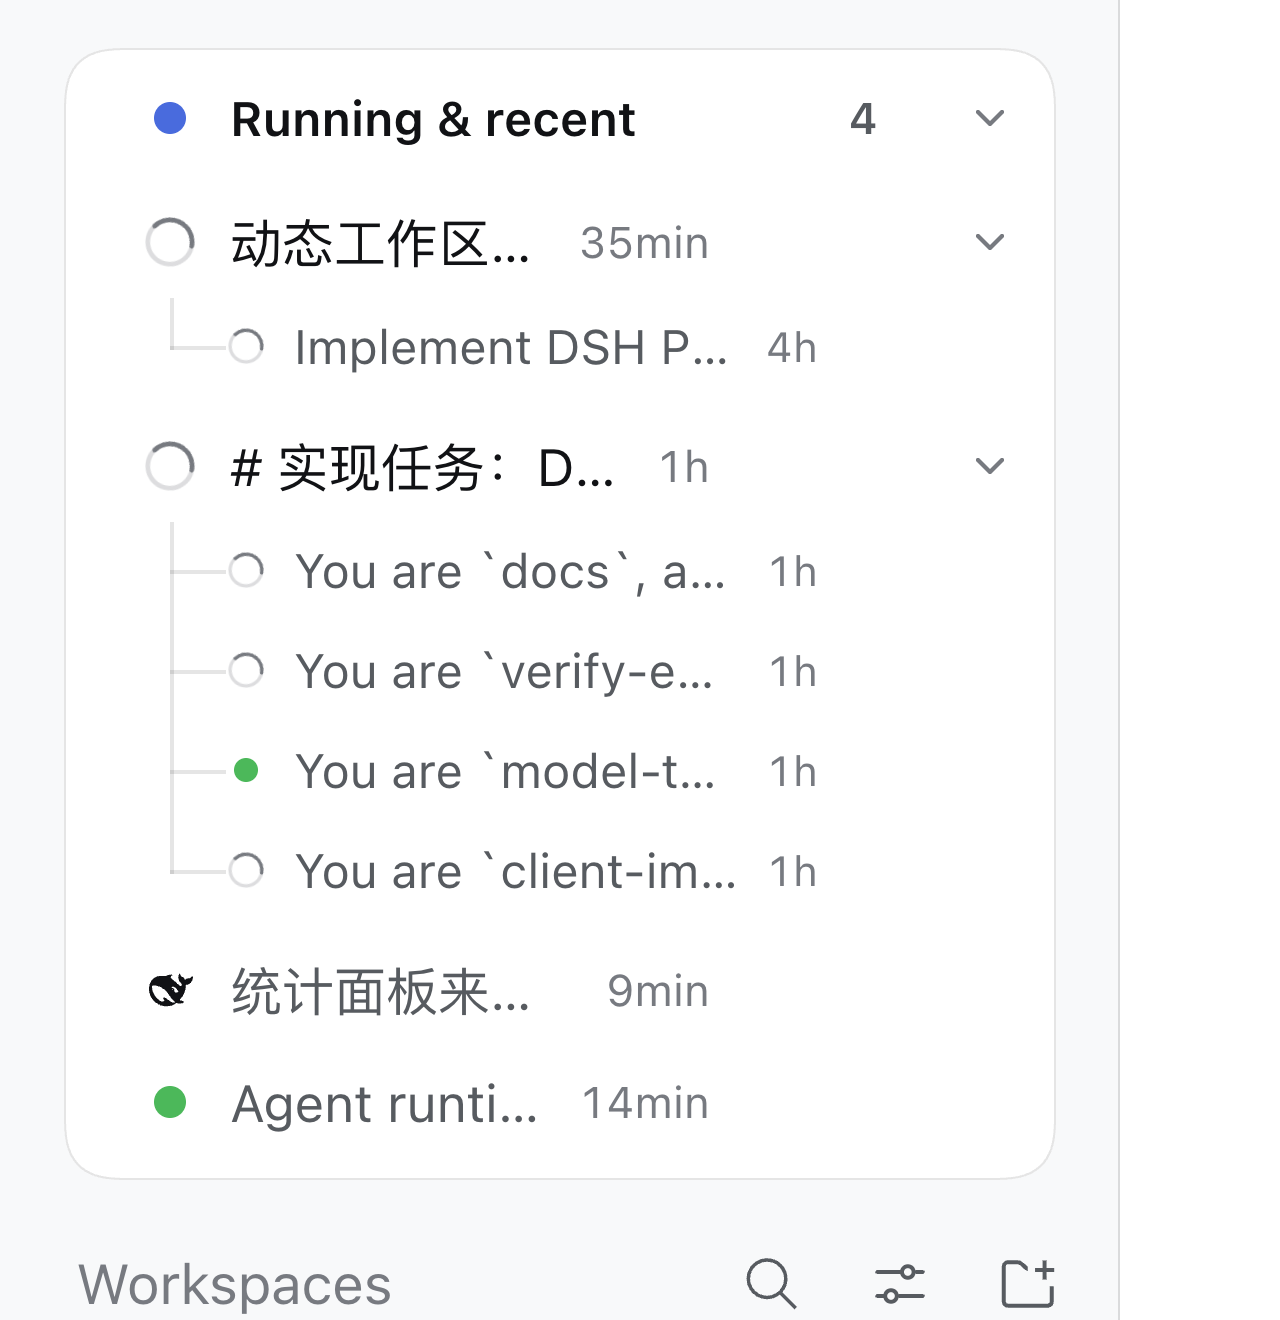 Running & recent 4
动态工作区... 35min
Implement DSH P... 4h
# 实现任务：D... 1h
You are `docs`, a... 1h
You are `verify-e... 1h
You are `model-t... 1h
You are `client-im... 1h
统计面板来... 9min
Agent runti... 14min
Workspaces